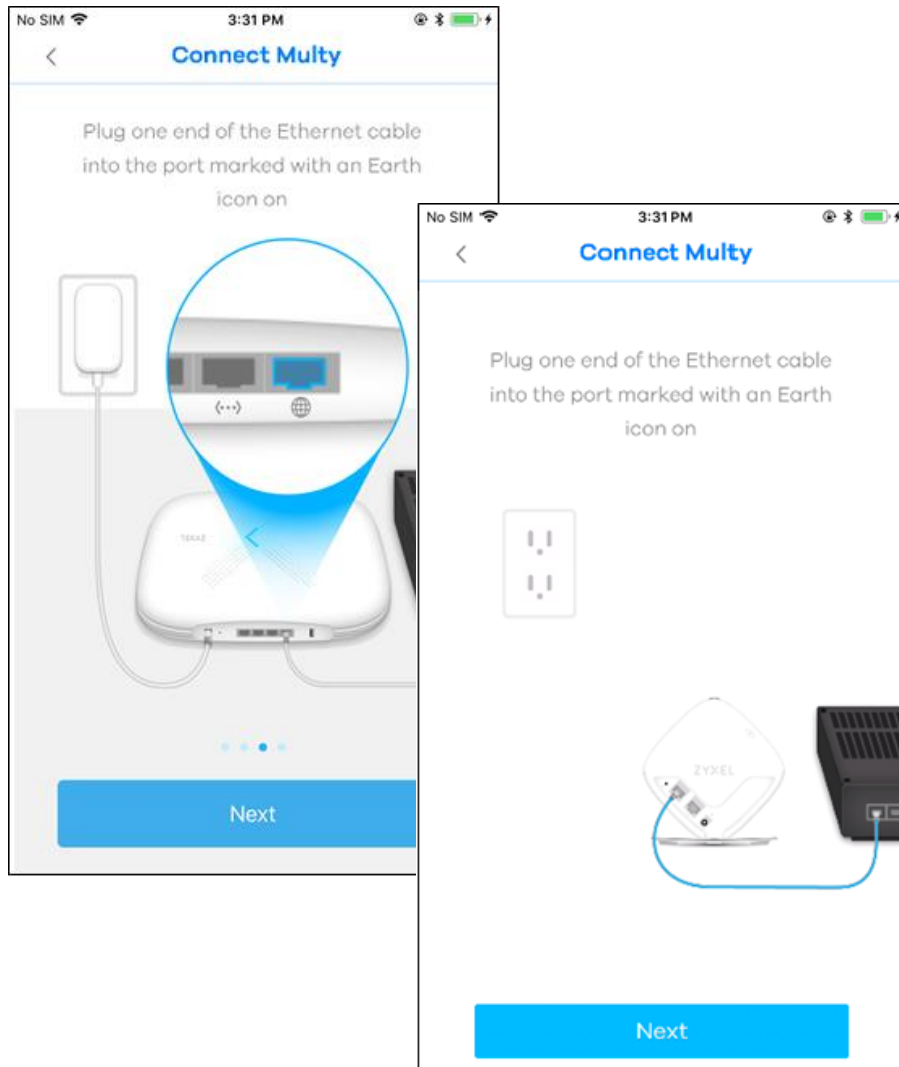 No SIM 3:31 PM
Connect Multy
Plug one end of the Ethernet cable
into the port marked with an Earth
icon on
Next
No SIM 3:31 PM
Connect Multy
Plug one end of the Ethernet cable
into the port marked with an Earth
icon on
ZYXEL
Next